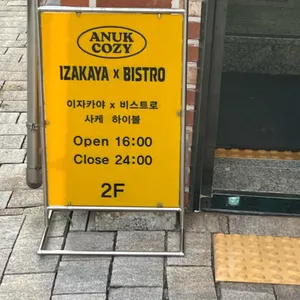 ANUK
COZY
IZAKAYA x BISTRO
이자카야 x 비스트로
사케 하이볼
Open 16:00
Close 24:00
2F